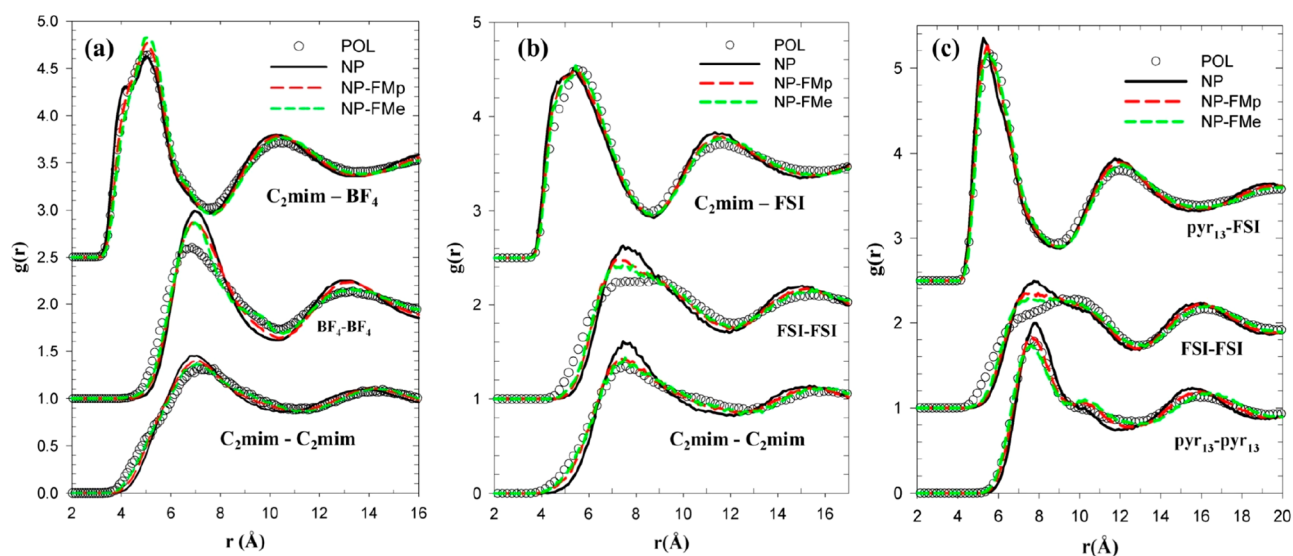 (a)
POL
NP
NP-FMp
NP-FMe
5.0
4.5
4.0
3.5
3.0
2.5
2.0
1.5
1.0
0.5
0.0
g(r)
C2mim – BF4
BF4-BF4
C2mim - C2mim
2 4 6 8 10 12 14 16
r (Å)
(b)
POL
NP
NP-FMp
NP-FMe
5
4
3
2
1
0
g(r)
C2mim – FSI
FSI-FSI
C2mim - C2mim
2 4 6 8 10 12 14 16
r(Å)
(c)
POL
NP
NP-FMp
NP-FMe
5
4
3
2
1
0
g(r)
pyr13-FSI
FSI-FSI
pyr13-pyr13
2 4 6 8 10 12 14 16 18 20
r(Å)